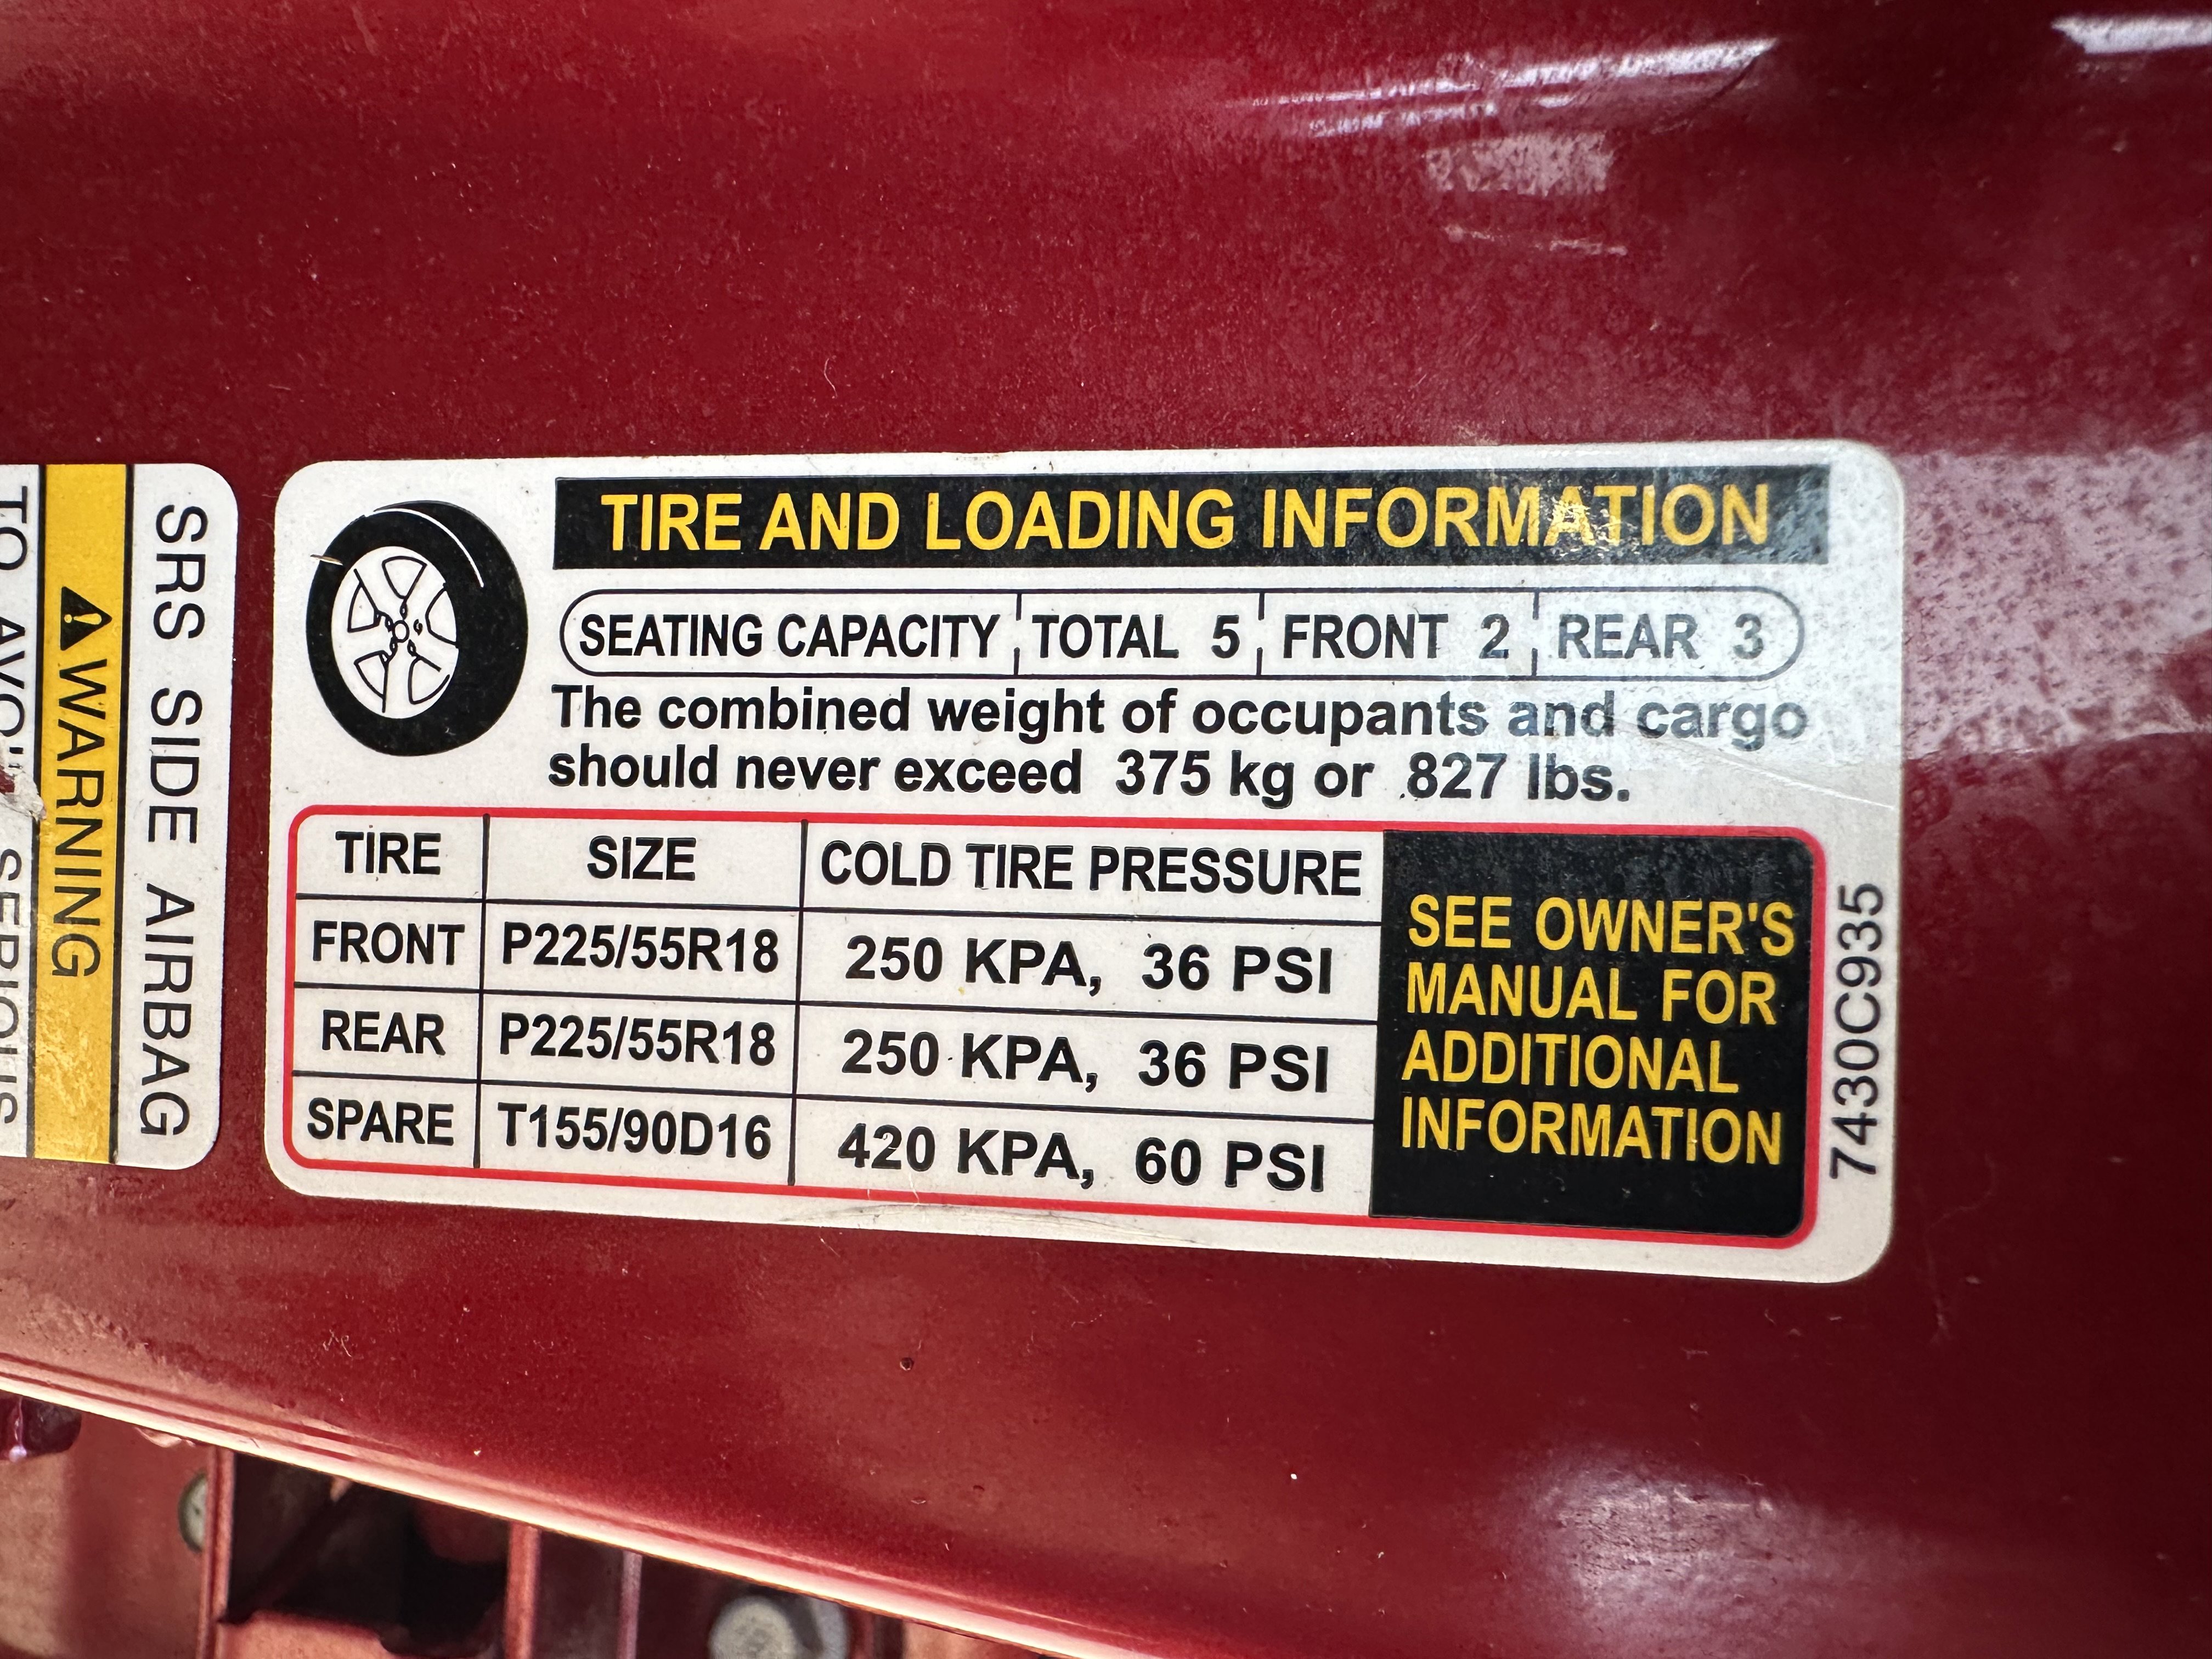 TIRE AND LOADING INFORMATION
SEATING CAPACITY TOTAL 5 FRONT 2 REAR 3
The combined weight of occupants and cargo
should never exceed 375 kg or 827 lbs.
TIRE SIZE COLD TIRE PRESSURE
FRONT P225/55R18 250 KPA, 36 PSI
REAR P225/55R18 250 KPA, 36 PSI
SPARE T155/90D16 420 KPA, 60 PSI
SEE OWNER'S
MANUAL FOR
ADDITIONAL
INFORMATION
7430C935
SRS SIDE AIRBAG
WARNING
TO